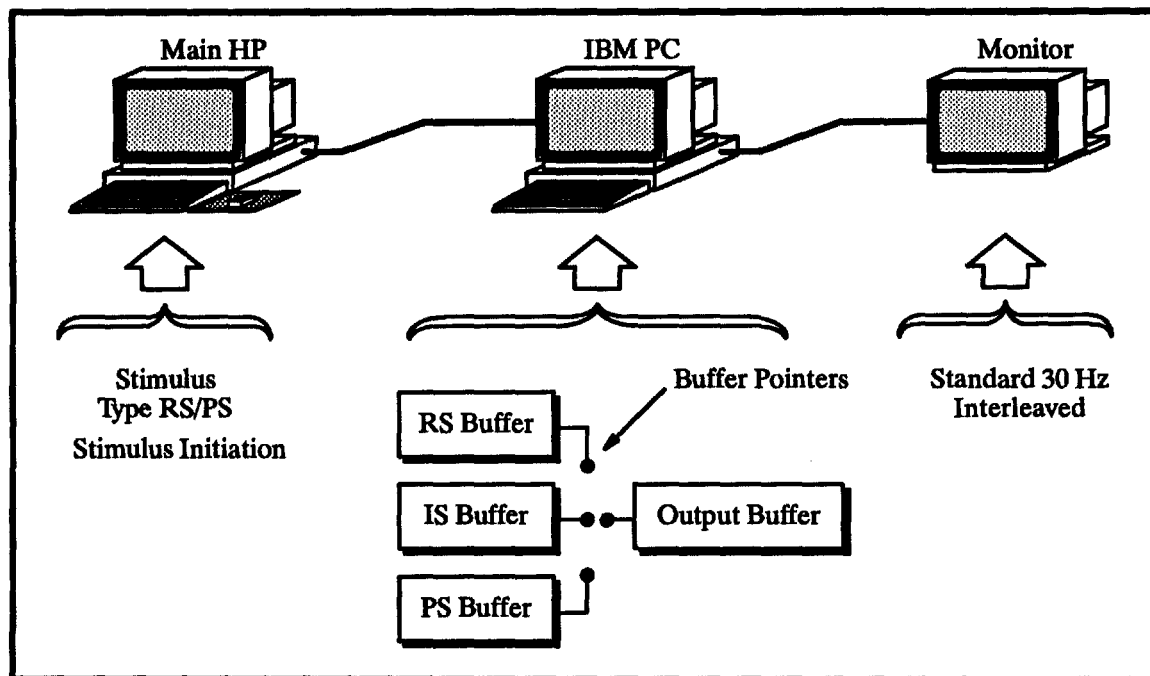 Main HP
IBM PC
Monitor
Stimulus
Type RS/PS
Stimulus Initiation
Buffer Pointers
RS Buffer
IS Buffer
Output Buffer
PS Buffer
Standard 30 Hz
Interleaved